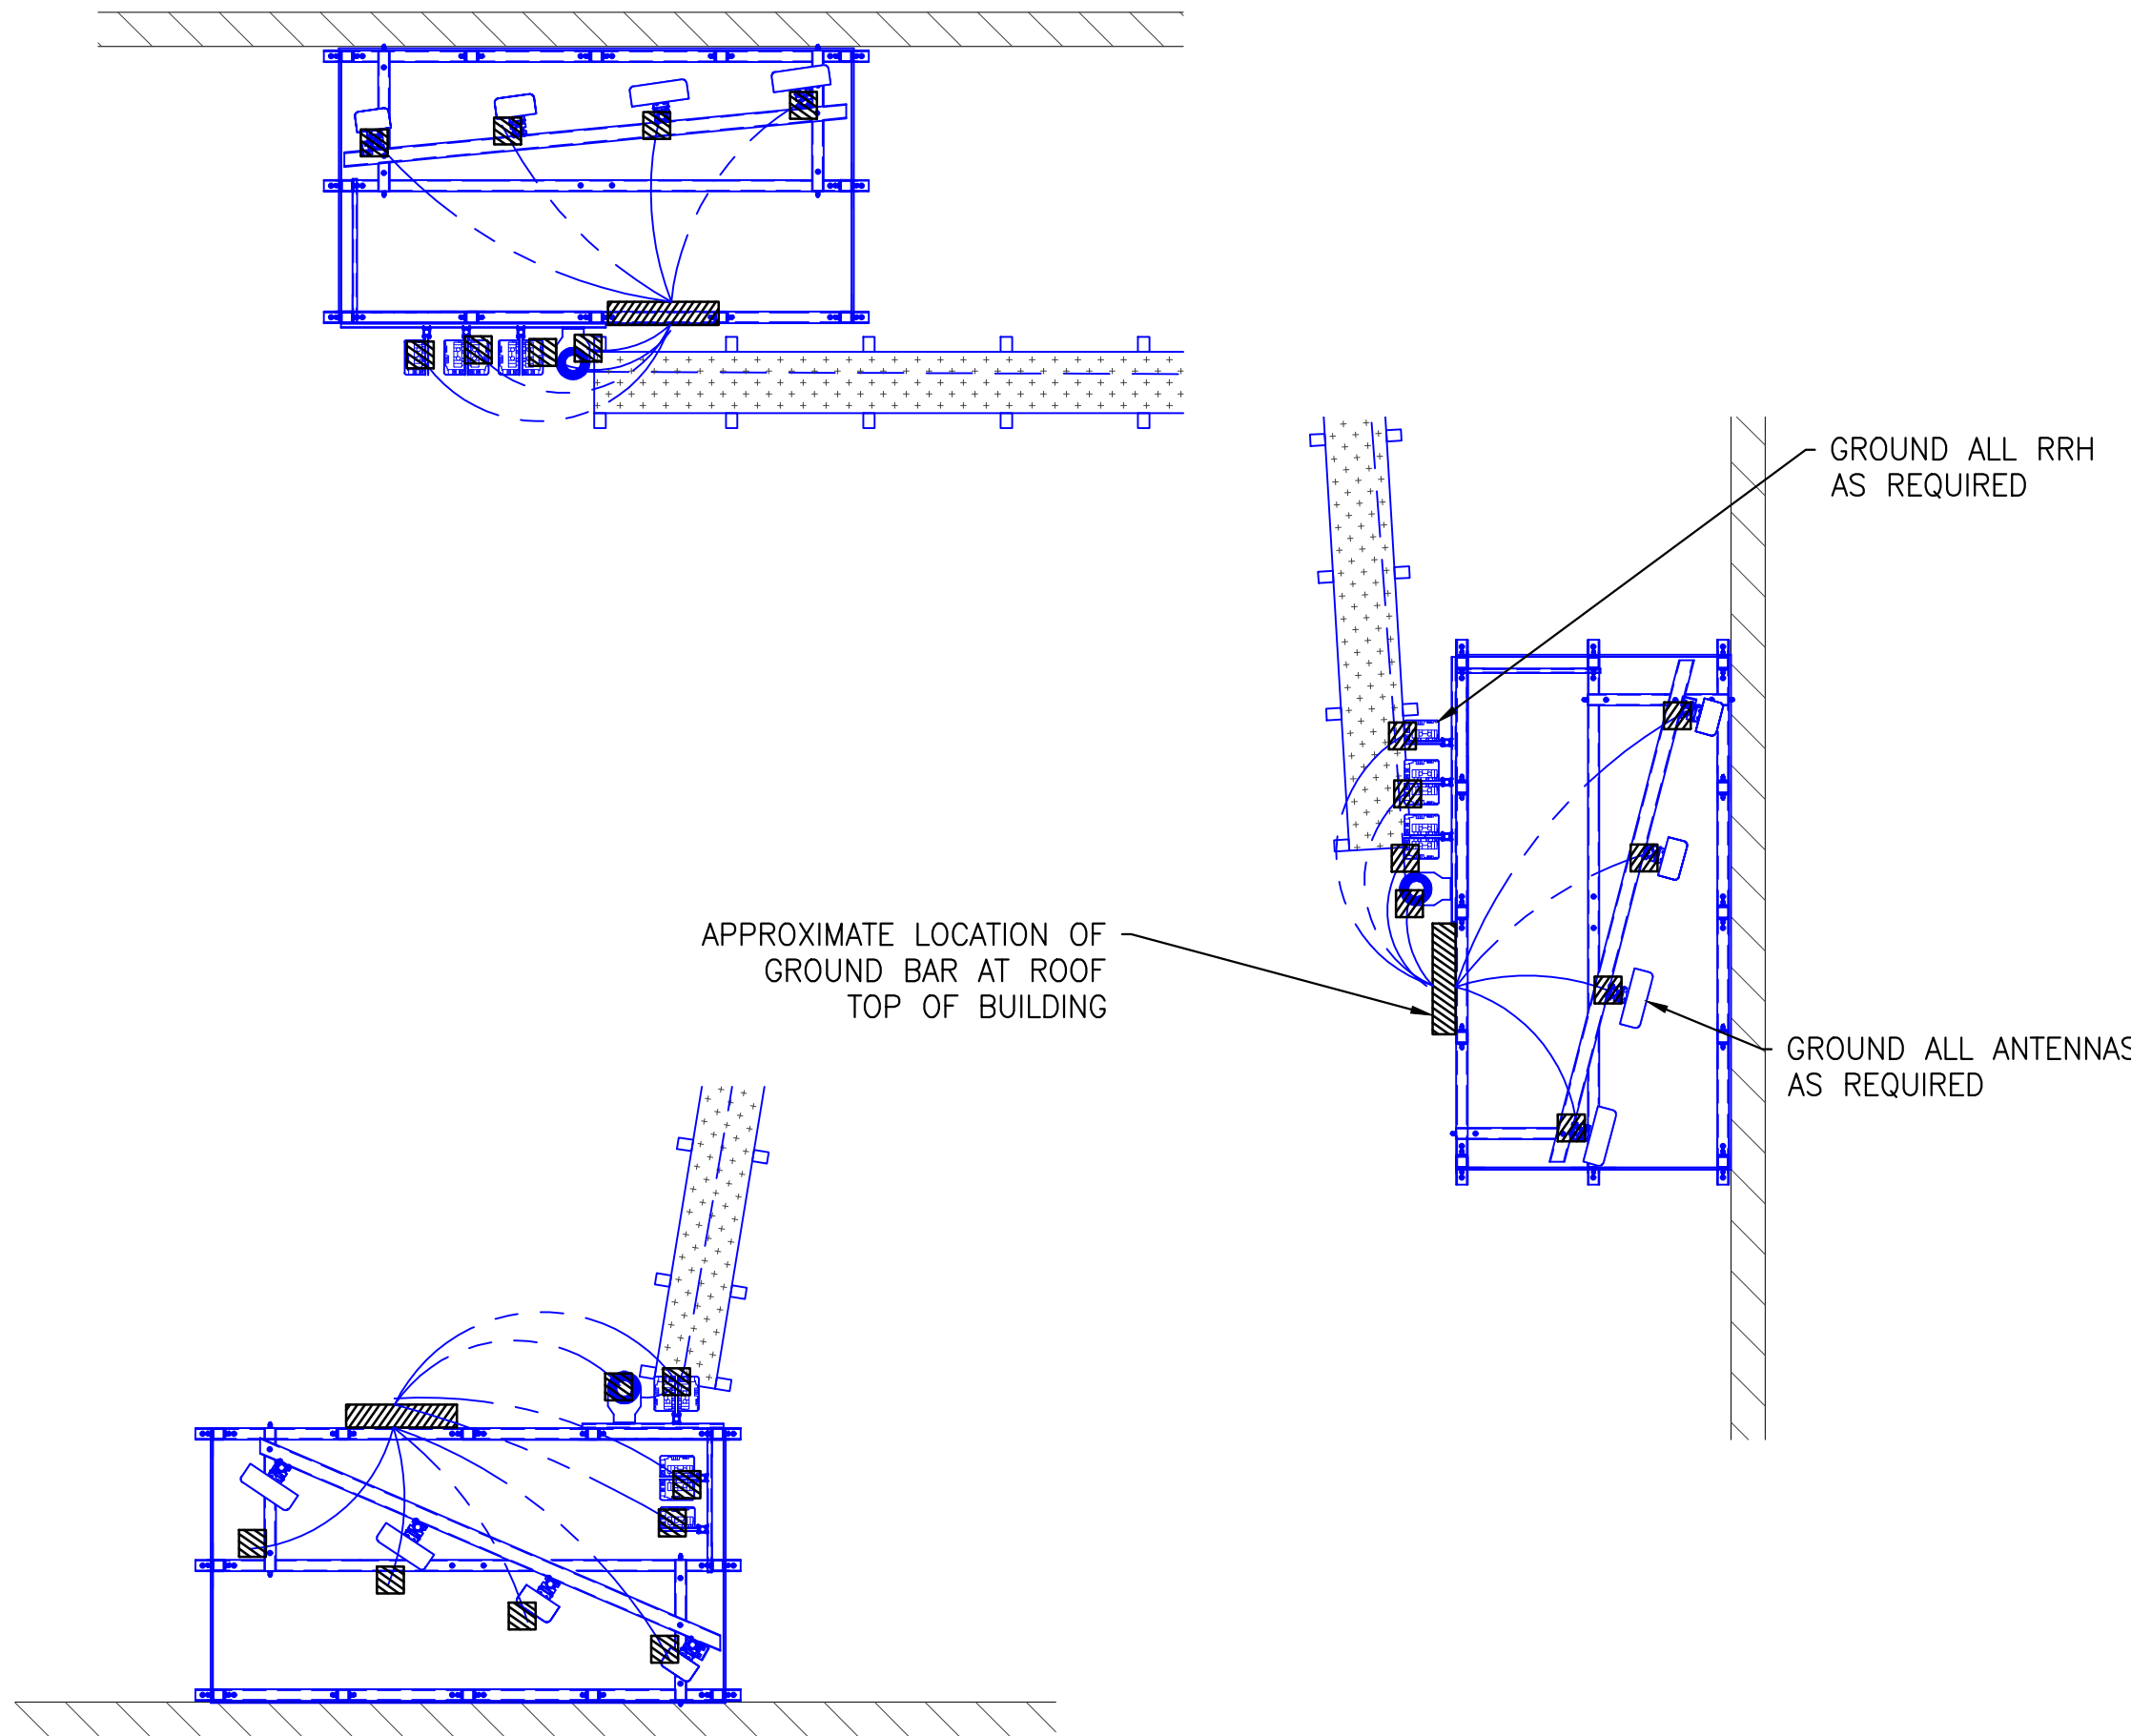 GROUND ALL RRH
AS REQUIRED
APPROXIMATE LOCATION OF
GROUND BAR AT ROOF
TOP OF BUILDING
GROUND ALL ANTENNAS
AS REQUIRED